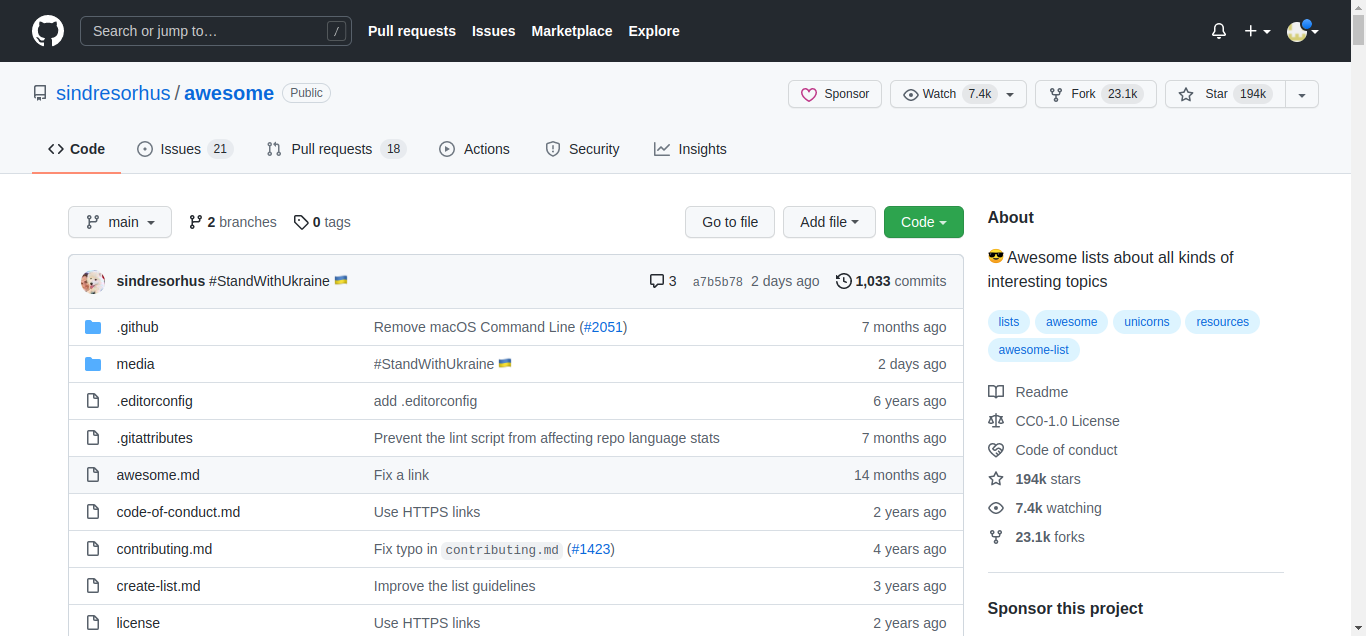 Search or jump to…
/
Pull requests Issues Marketplace Explore
sindresorhus / awesome Public
Sponsor Watch 7.4k Fork 23.1k Star 194k
Code Issues 21 Pull requests 18 Actions Security Insights
main 2 branches 0 tags Go to file Add file Code
sindresorhus #StandWithUkraine 3 a7b5b78 2 days ago 1,033 commits
.github Remove macOS Command Line (#2051) 7 months ago
media #StandWithUkraine 2 days ago
.editorconfig add .editorconfig 6 years ago
.gitattributes Prevent the lint script from affecting repo language stats 7 months ago
awesome.md Fix a link 14 months ago
code-of-conduct.md Use HTTPS links 2 years ago
contributing.md Fix typo in contributing.md (#1423) 4 years ago
create-list.md Improve the list guidelines 3 years ago
license Use HTTPS links 2 years ago
About
😎 Awesome lists about all kinds of
interesting topics
lists awesome unicorns resources
awesome-list
Readme
CC0-1.0 License
Code of conduct
194k stars
7.4k watching
23.1k forks
Sponsor this project